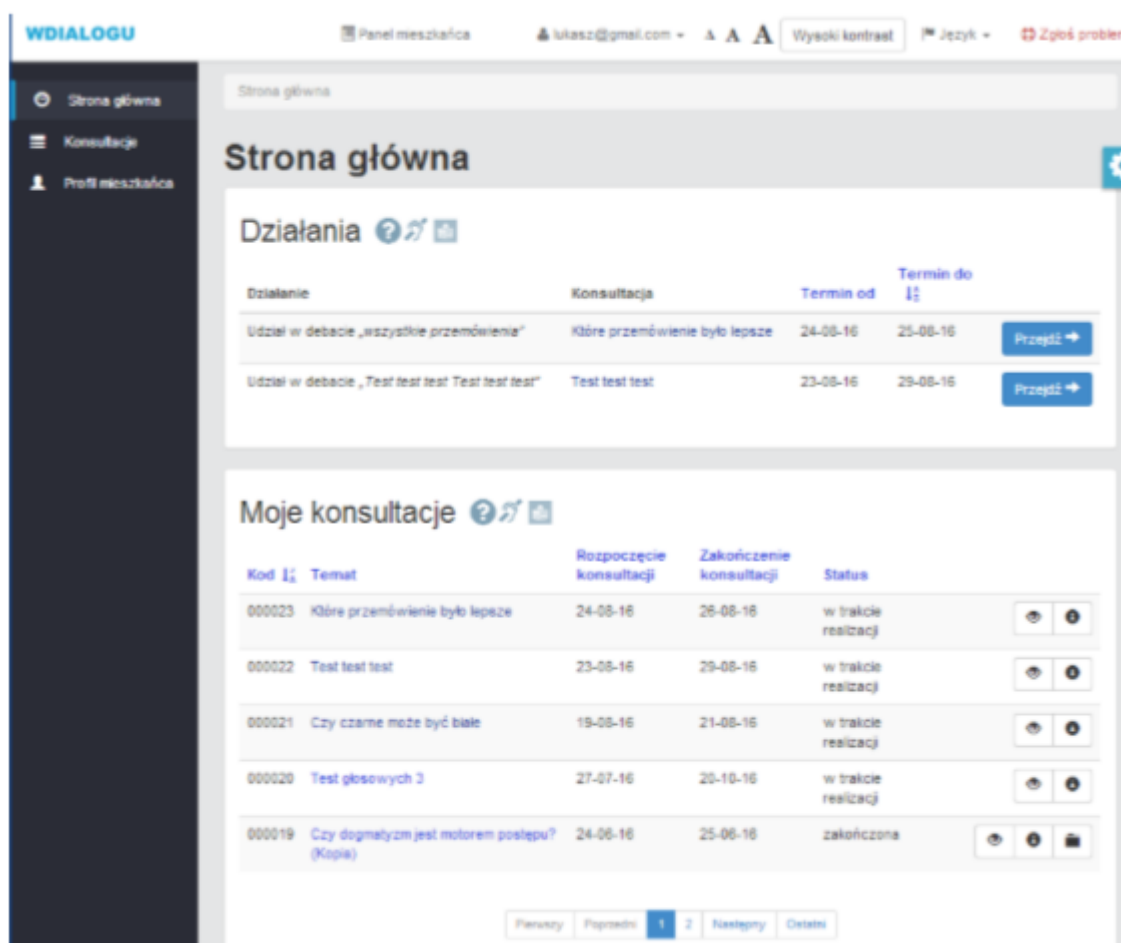 WDIALOGU Panel mieszkańca lukasz@gmail.com A A A Wysoki kontrast Język Zgłoś problem
Strona główna
Konsultacje
Profil mieszkańca
Strona główna
Strona główna
Działania
Działanie Konsultacja Termin od Termin do
Udział w debacie „wszystkie przemówienia" Które przemówienie było lepsze 24-08-16 25-08-16 Przejdź
Udział w debacie „Test test test Test test test" Test test test 23-08-16 29-08-16 Przejdź
Moje konsultacje
Kod Temat Rozpoczęcie konsultacji Zakończenie konsultacji Status
000023 Które przemówienie było lepsze 24-08-16 26-08-16 w trakcie realizacji
000022 Test test test 23-08-16 29-08-16 w trakcie realizacji
000021 Czy czarne może być białe 19-08-16 21-08-16 w trakcie realizacji
000020 Test głosowych 3 27-07-16 20-10-16 w trakcie realizacji
000019 Czy dogmatyzm jest motorem postępu? (Kopia) 24-06-16 25-06-16 zakończona
Pierwszy Poprzedni 1 2 Następny Ostatni